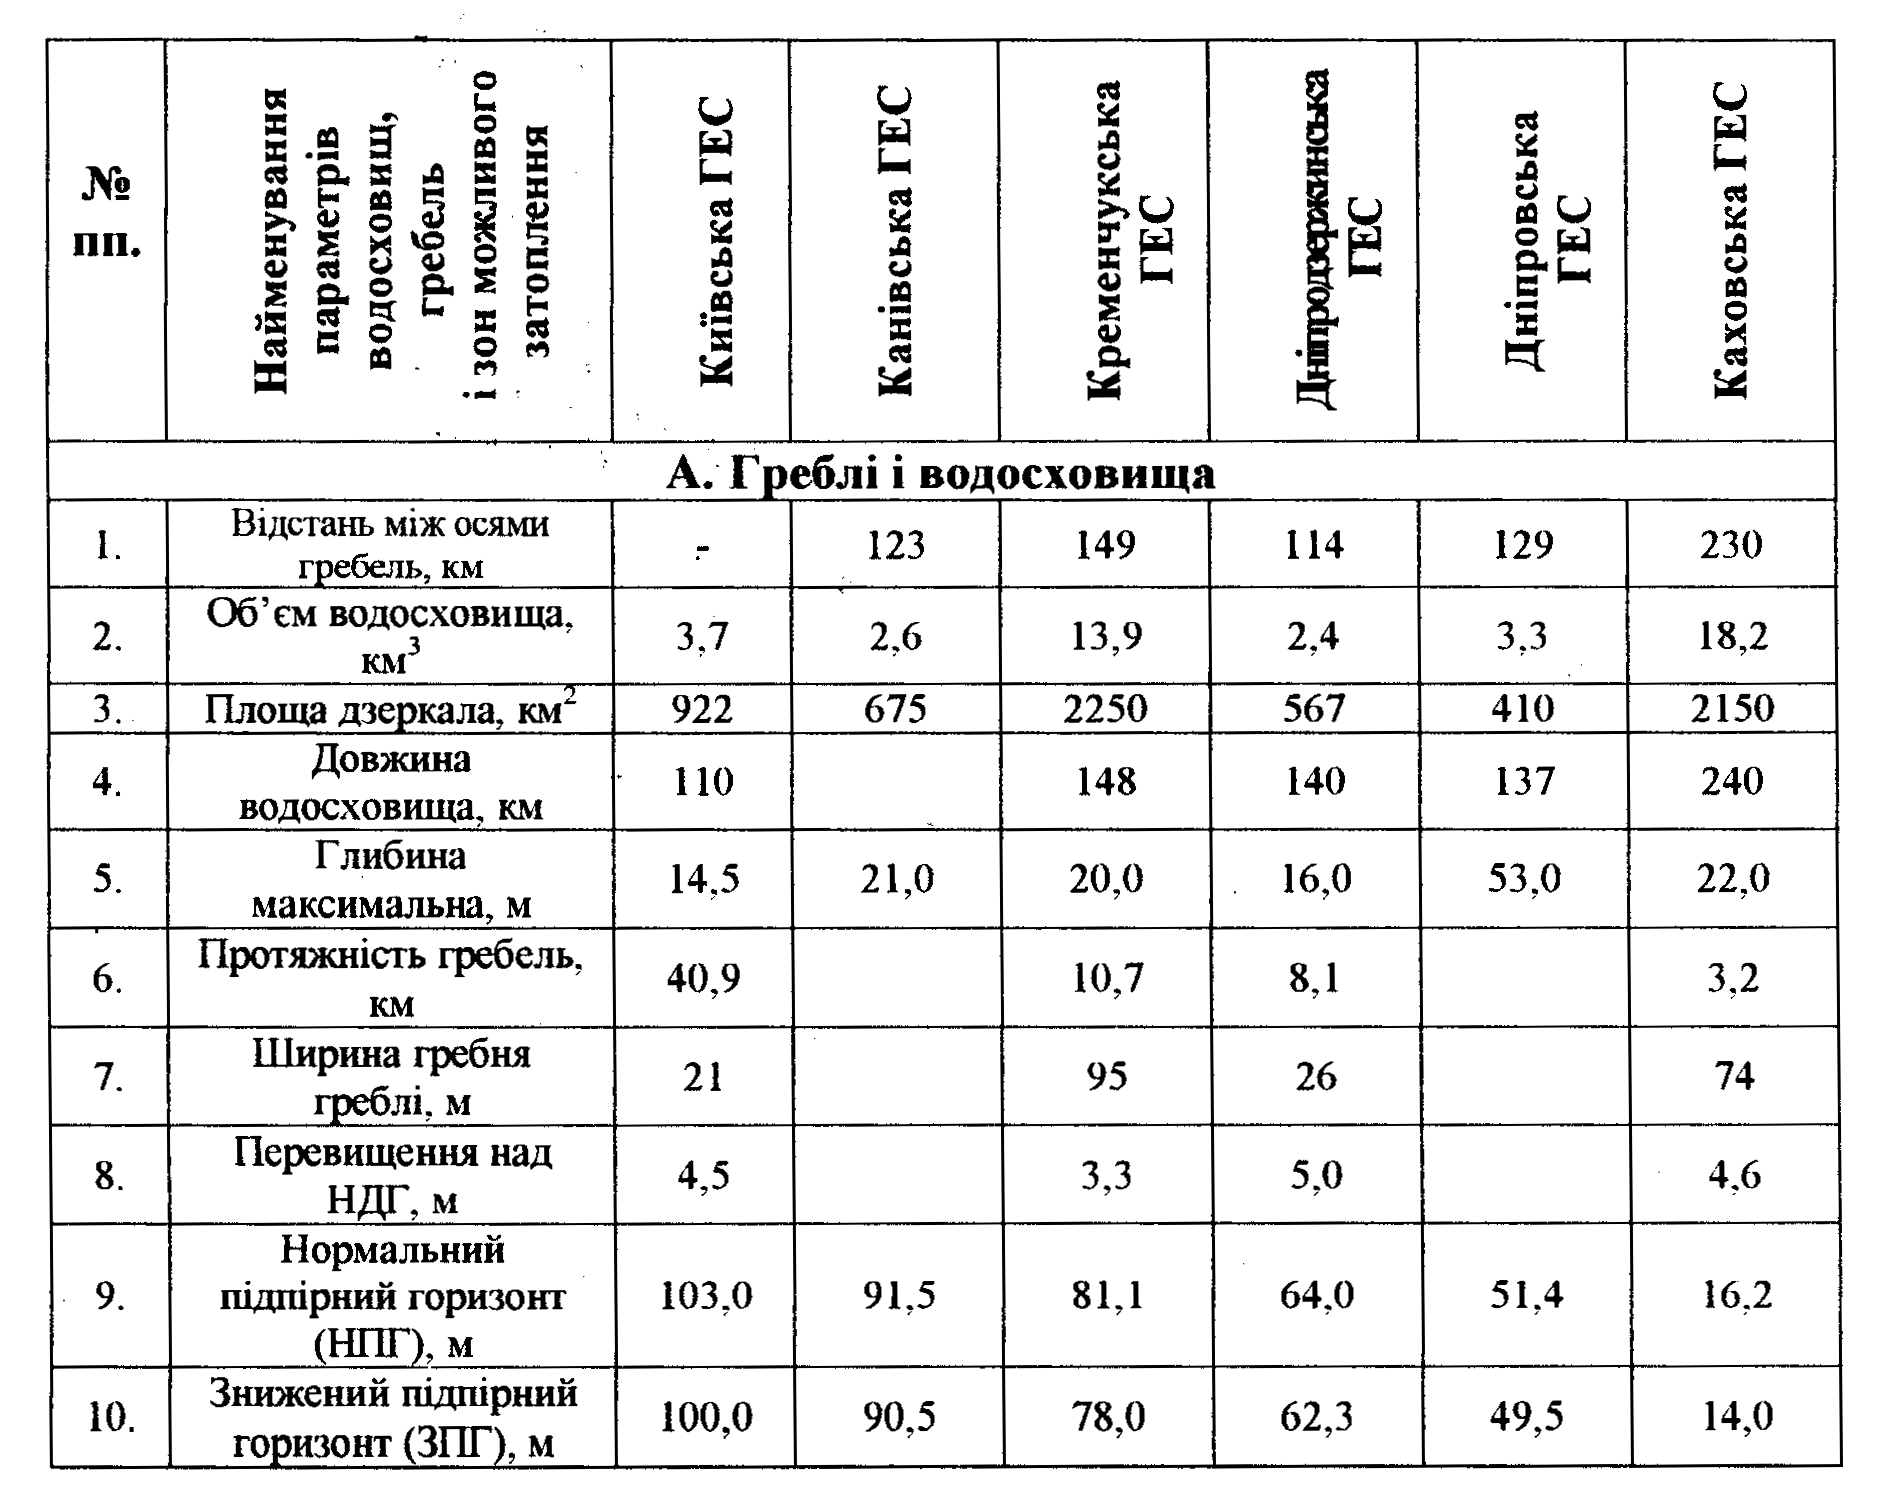 №
пп.
Найменування
параметрів
водосховищ,
гребель
і зон можливого
затоплення
Київська ГЕС
Канівська ГЕС
Кременчукська
ГЕС
Дніпродзержинська
ГЕС
Дніпровська
ГЕС
Каховська ГЕС
А. Греблі і водосховища
1.
Відстань між осями
гребель, км
-
123
149
114
129
230
2.
Об’єм водосховища,
км³
3,7
2,6
13,9
2,4
3,3
18,2
3.
Площа дзеркала, км²
922
675
2250
567
410
2150
4.
Довжина
водосховища, км
110
148
140
137
240
5.
Глибина
максимальна, м
14,5
21,0
20,0
16,0
53,0
22,0
6.
Протяжність гребель,
км
40,9
10,7
8,1
3,2
7.
Ширина гребня
греблі, м
21
95
26
74
8.
Перевищення над
НДГ, м
4,5
3,3
5,0
4,6
9.
Нормальний
підпірний горизонт
(НПГ), м
103,0
91,5
81,1
64,0
51,4
16,2
10.
Знижений підпірний
горизонт (ЗПГ), м
100,0
90,5
78,0
62,3
49,5
14,0